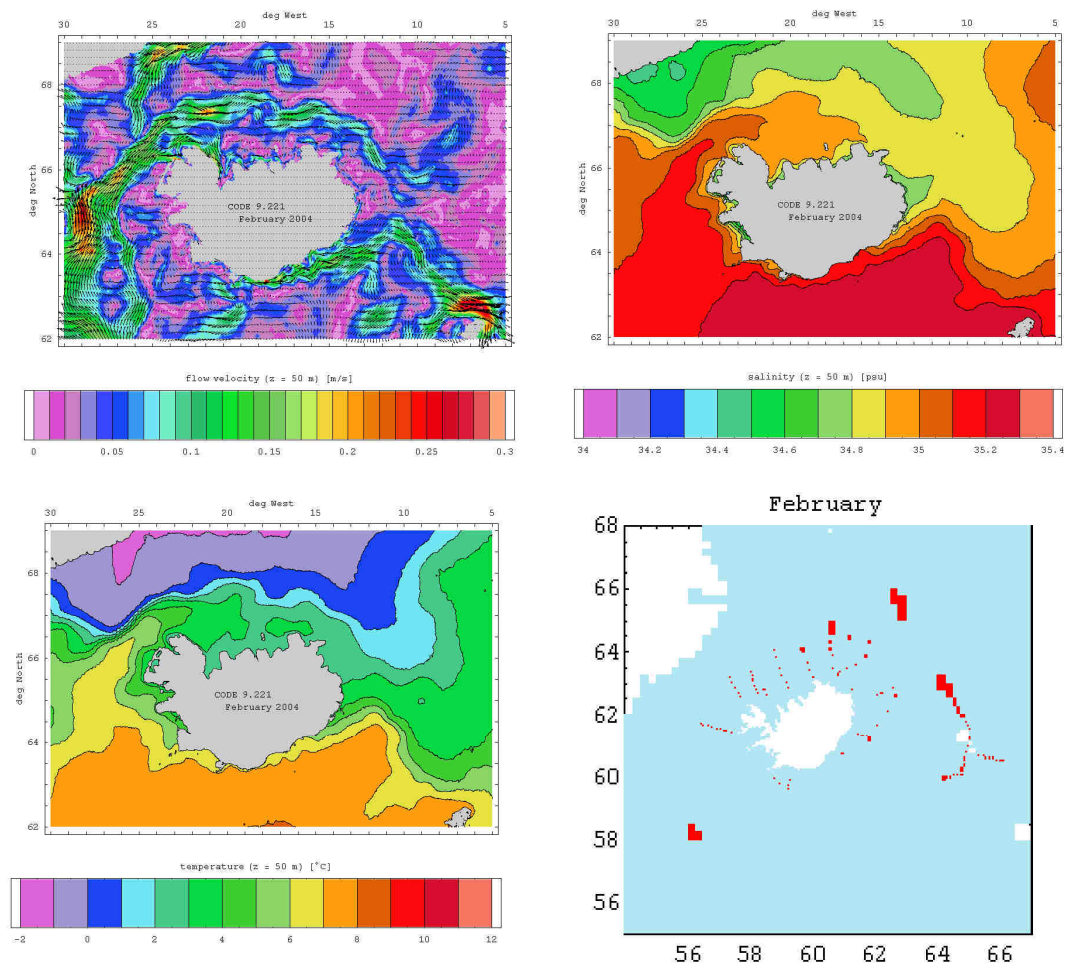 deg West
30 25 20 15 10 5
68
66
64
62
deg North
CODE 9.221
February 2004
flow velocity (z = 50 m) [m/s]
0 0.05 0.1 0.15 0.2 0.25 0.3
deg West
30 25 20 15 10 5
68
66
64
62
deg North
CODE 9.221
February 2004
salinity (z = 50 m) [psu]
34 34.2 34.4 34.6 34.8 35 35.2 35.4
deg West
30 25 20 15 10 5
68
66
64
62
deg North
CODE 9.221
February 2004
temperature (z = 50 m) [°C]
-2 0 2 4 6 8 10 12
February
68
66
64
62
60
58
56
56 58 60 62 64 66